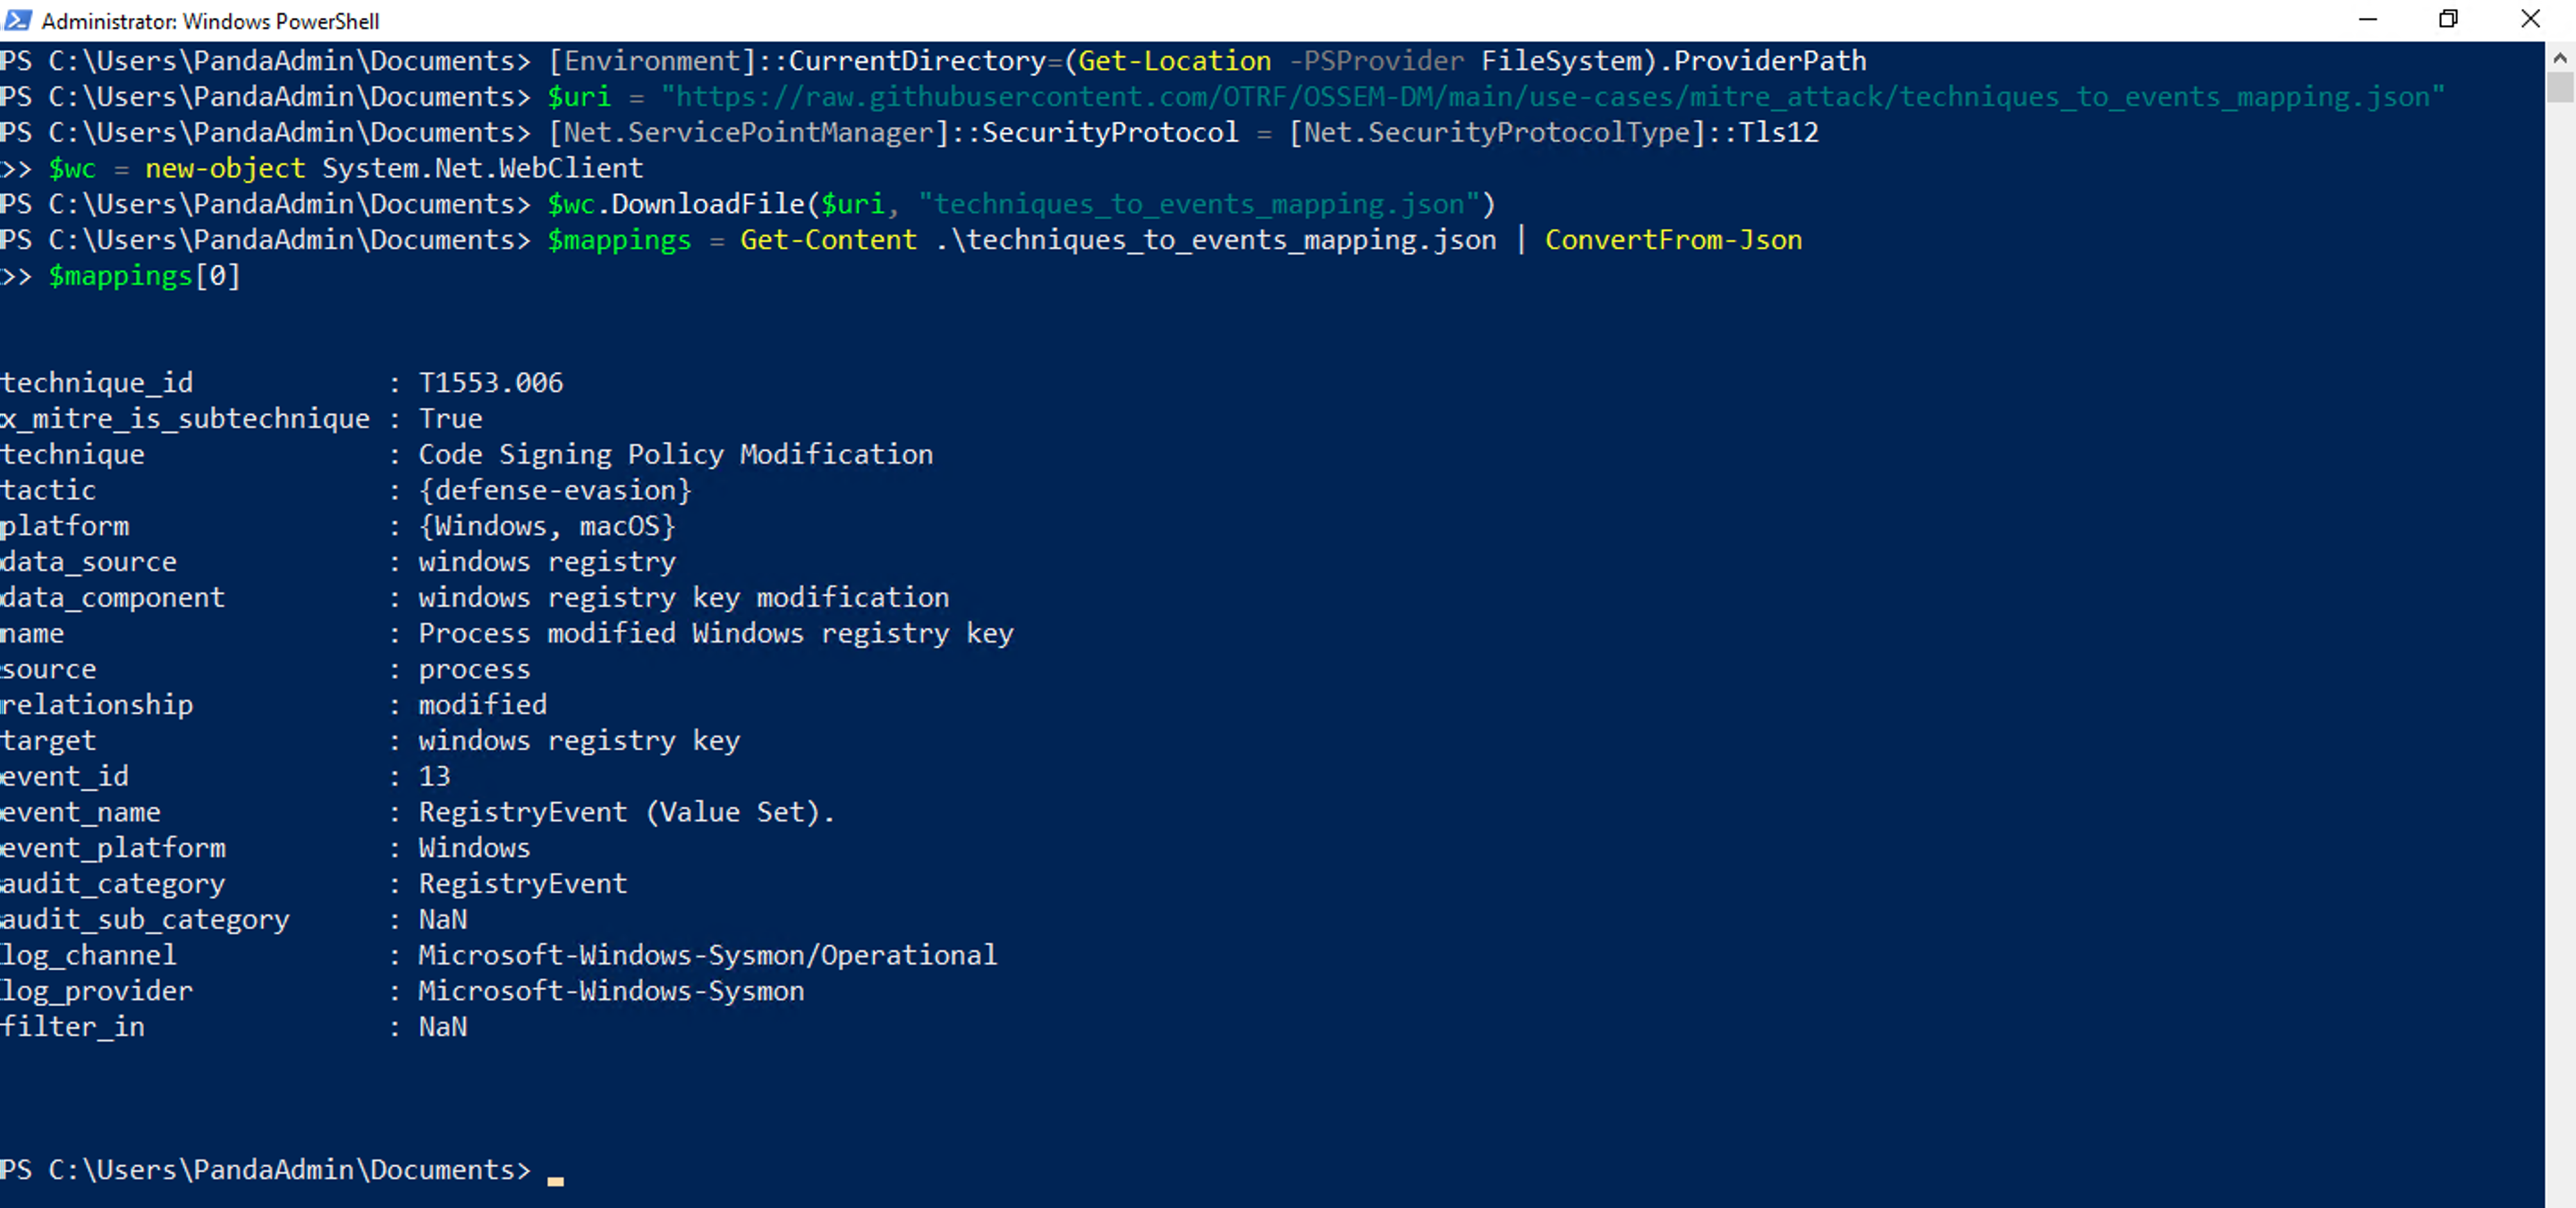 Administrator: Windows PowerShell
PS C:\Users\PandaAdmin\Documents> [Environment]::CurrentDirectory=(Get-Location -PSProvider FileSystem).ProviderPath
PS C:\Users\PandaAdmin\Documents> $uri = "https://raw.githubusercontent.com/OTRF/OSSEM-DM/main/use-cases/mitre_attack/techniques_to_events_mapping.json"
PS C:\Users\PandaAdmin\Documents> [Net.ServicePointManager]::SecurityProtocol = [Net.SecurityProtocolType]::Tls12
>> $wc = new-object System.Net.WebClient
PS C:\Users\PandaAdmin\Documents> $wc.DownloadFile($uri, "techniques_to_events_mapping.json")
PS C:\Users\PandaAdmin\Documents> $mappings = Get-Content .\techniques_to_events_mapping.json | ConvertFrom-Json
>> $mappings[0]
technique_id : T1553.006
x_mitre_is_subtechnique : True
technique : Code Signing Policy Modification
tactic : {defense-evasion}
platform : {Windows, macOS}
data_source : windows registry
data_component : windows registry key modification
name : Process modified Windows registry key
source : process
relationship : modified
target : windows registry key
event_id : 13
event_name : RegistryEvent (Value Set).
event_platform : Windows
audit_category : RegistryEvent
audit_sub_category : NaN
log_channel : Microsoft-Windows-Sysmon/Operational
log_provider : Microsoft-Windows-Sysmon
filter_in : NaN
PS C:\Users\PandaAdmin\Documents>